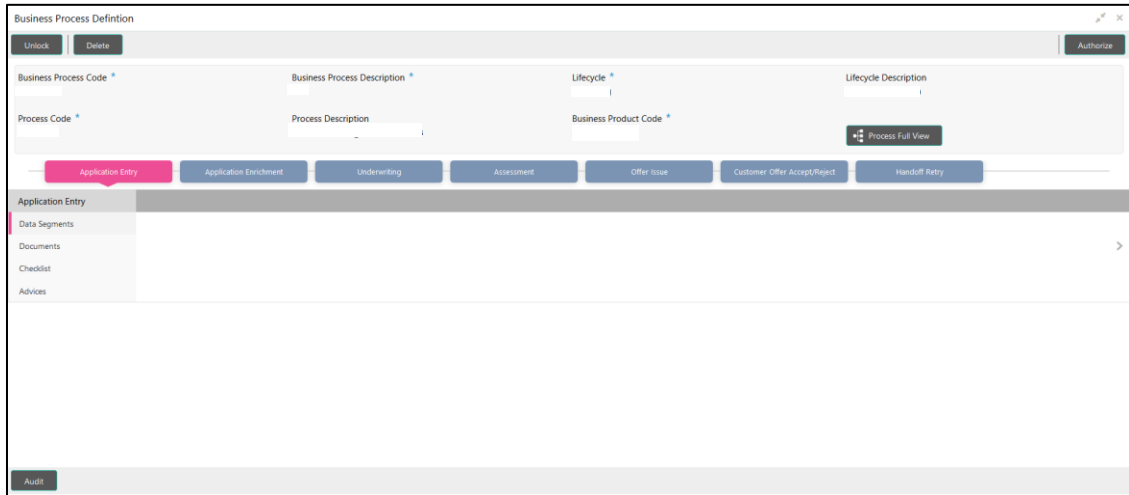 Business Process Defintion
Unlock Delete Authorize
Business Process Code * Business Process Description * Lifecycle * Lifecycle Description
Process Code * Process Description Business Product Code *
Process Full View
Application Entry Application Enrichment Underwriting Assessment Offer Issue Customer Offer Accept/Reject Handoff Retry
Application Entry
Data Segments
Documents
Checklist
Advices
Audit